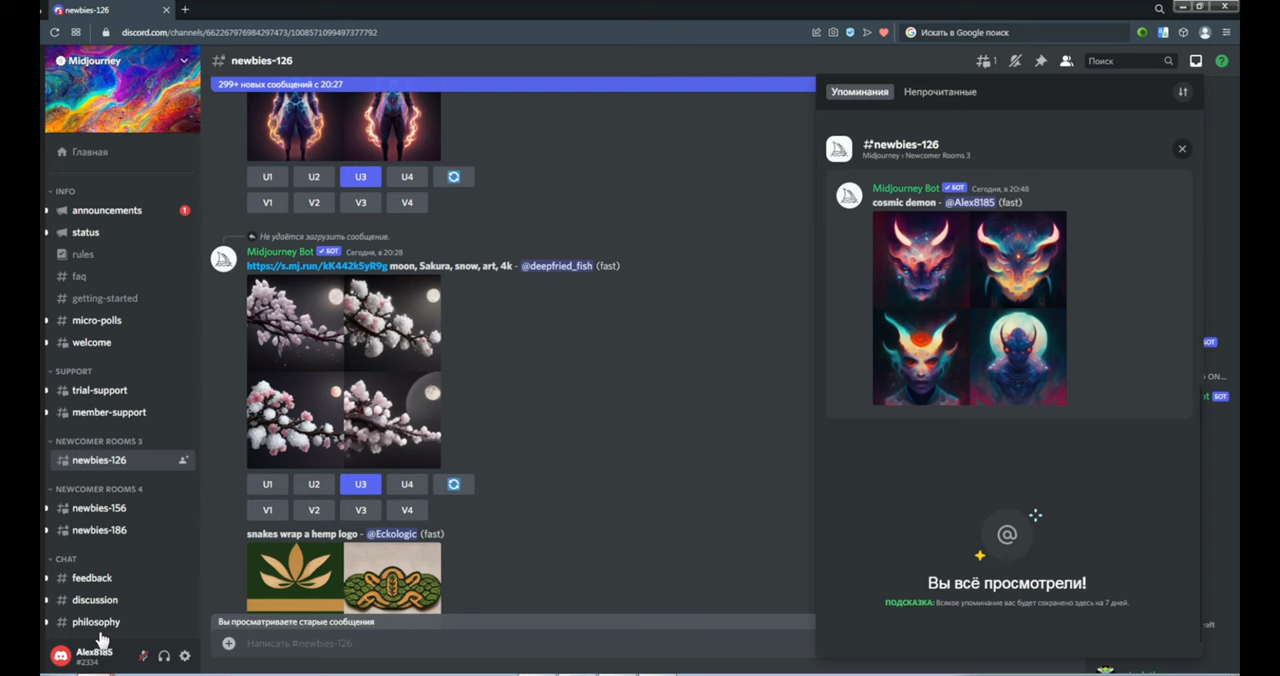 newbies-126
discord.com/channels/662267976984297473/1008571099497377792
Искать в Google поиск
Midjourney
newbies-126
1
Поиск
299+ новых сообщений с 20:27
Упоминания
Непрочитанные
Главная
INFO
announcements
1
status
rules
faq
getting-started
micro-polls
welcome
SUPPORT
trial-support
member-support
NEWCOMER ROOMS 3
newbies-126
NEWCOMER ROOMS 4
newbies-156
newbies-186
CHAT
feedback
discussion
philosophy
Alex8185
#2334
U1 U2 U3 U4
V1 V2 V3 V4
Не удаётся загрузить сообщение.
Midjourney Bot ✓ БОТ Сегодня, в 20:28
https://s.mj.run/kK442k5yR9g moon, Sakura, snow, art, 4k - @deepfried_fish (fast)
U1 U2 U3 U4
V1 V2 V3 V4
snakes wrap a hemp logo - @Eckologic (fast)
Вы просматриваете старые сообщения
Написать #newbies-126
#newbies-126
Midjourney › Newcomer Rooms 3
Midjourney Bot ✓ БОТ Сегодня, в 20:48
cosmic demon - @Alex8185 (fast)
Вы всё просмотрели!
ПОДСКАЗКА: Всякое упоминание вас будет сохранено здесь на 7 дней.
БОТ
ON...
БОТ